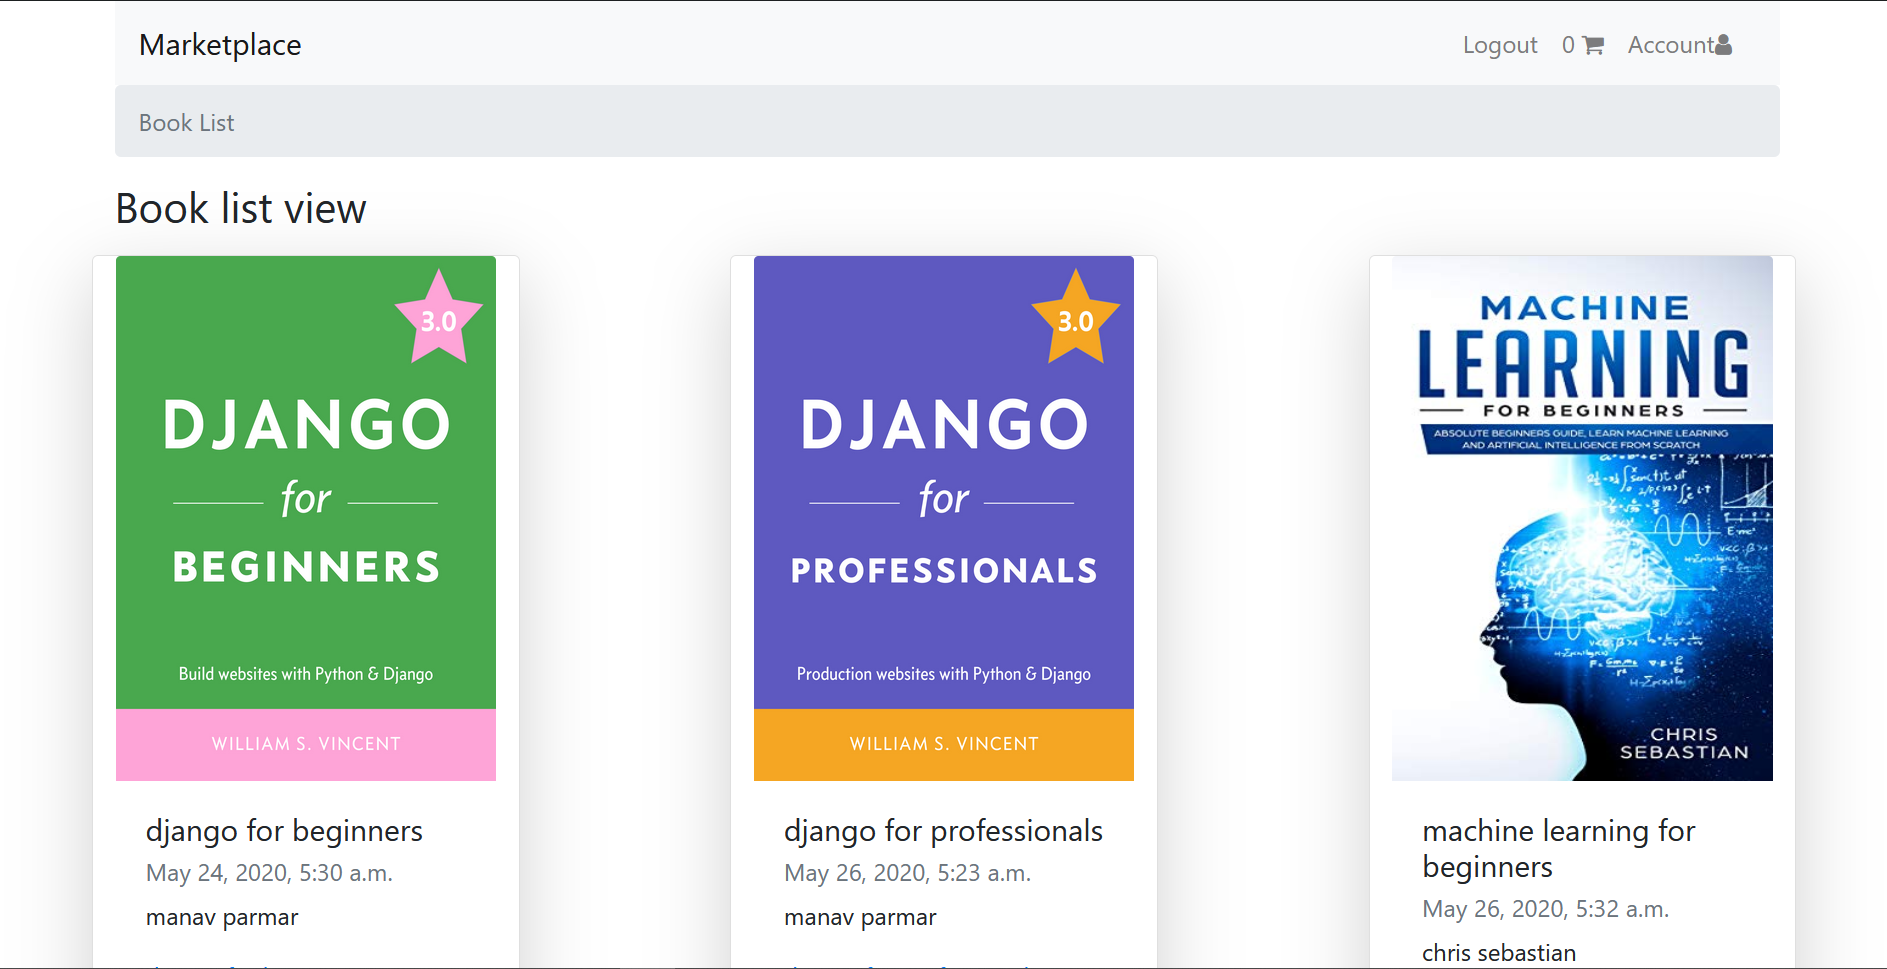 Marketplace
Logout 0 Account
Book List
Book list view
3.0
DJANGO
for
BEGINNERS
Build websites with Python & Django
WILLIAM S. VINCENT
django for beginners
May 24, 2020, 5:30 a.m.
manav parmar
3.0
DJANGO
for
PROFESSIONALS
Production websites with Python & Django
WILLIAM S. VINCENT
django for professionals
May 26, 2020, 5:23 a.m.
manav parmar
MACHINE
LEARNING
FOR BEGINNERS
ABSOLUTE BEGINNERS GUIDE, LEARN MACHINE LEARNING
AND ARTIFICIAL INTELLIGENCE FROM SCRATCH
CHRIS
SEBASTIAN
machine learning for
beginners
May 26, 2020, 5:32 a.m.
chris sebastian